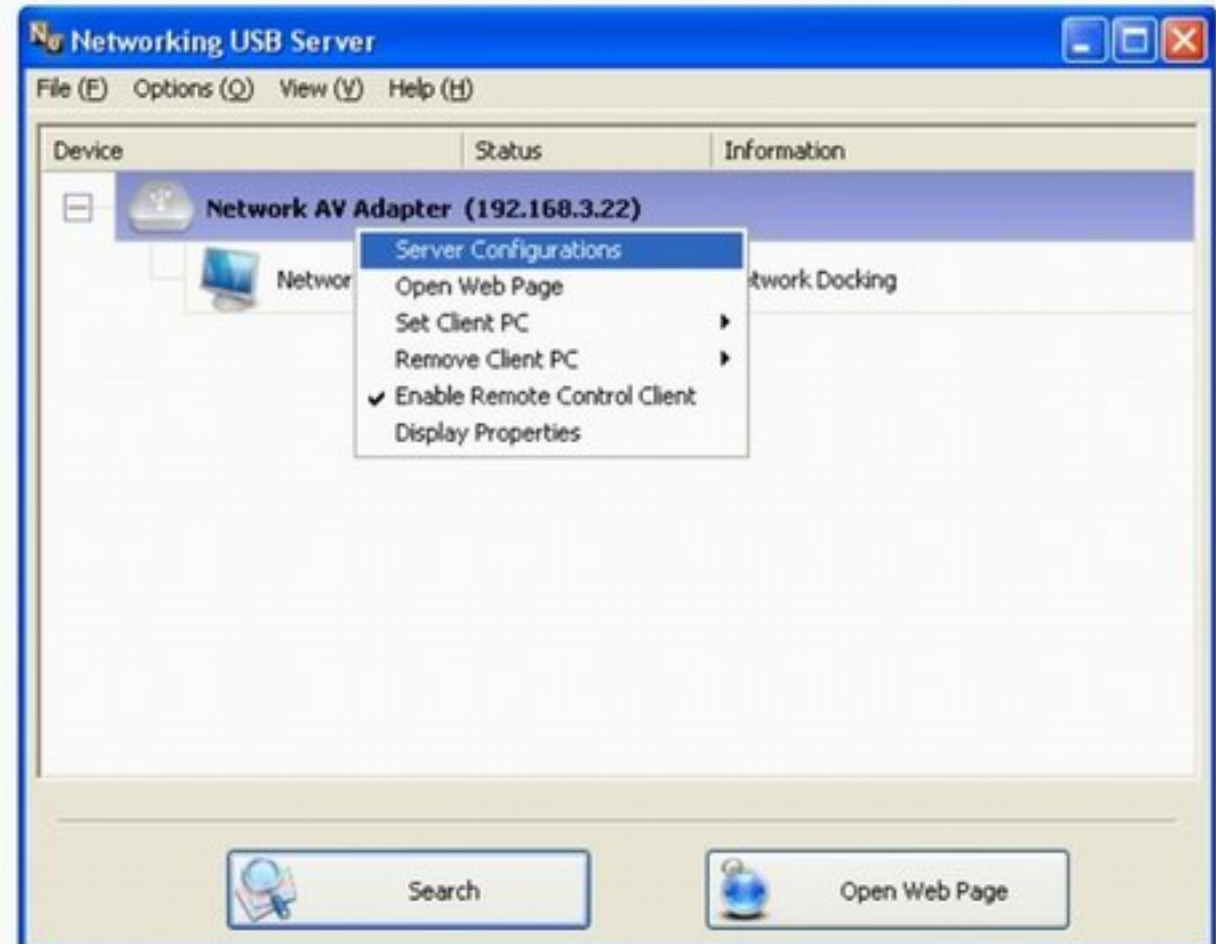 Networking USB Server
File (F) Options (O) View (V) Help (H)
Device Status Information
Network AV Adapter (192.168.3.22)
Server Configurations
Networ twork Docking
Open Web Page
Set Client PC
Remove Client PC
Enable Remote Control Client
Display Properties
Search Open Web Page